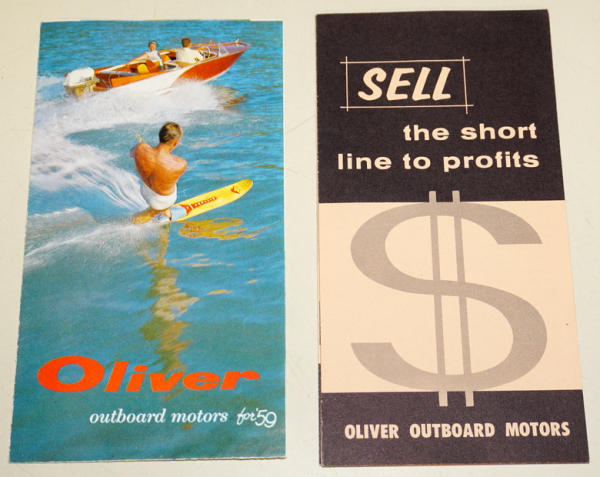 Oliver
outboard motors for '59
SELL
the short
line to profits
$
OLIVER OUTBOARD MOTORS